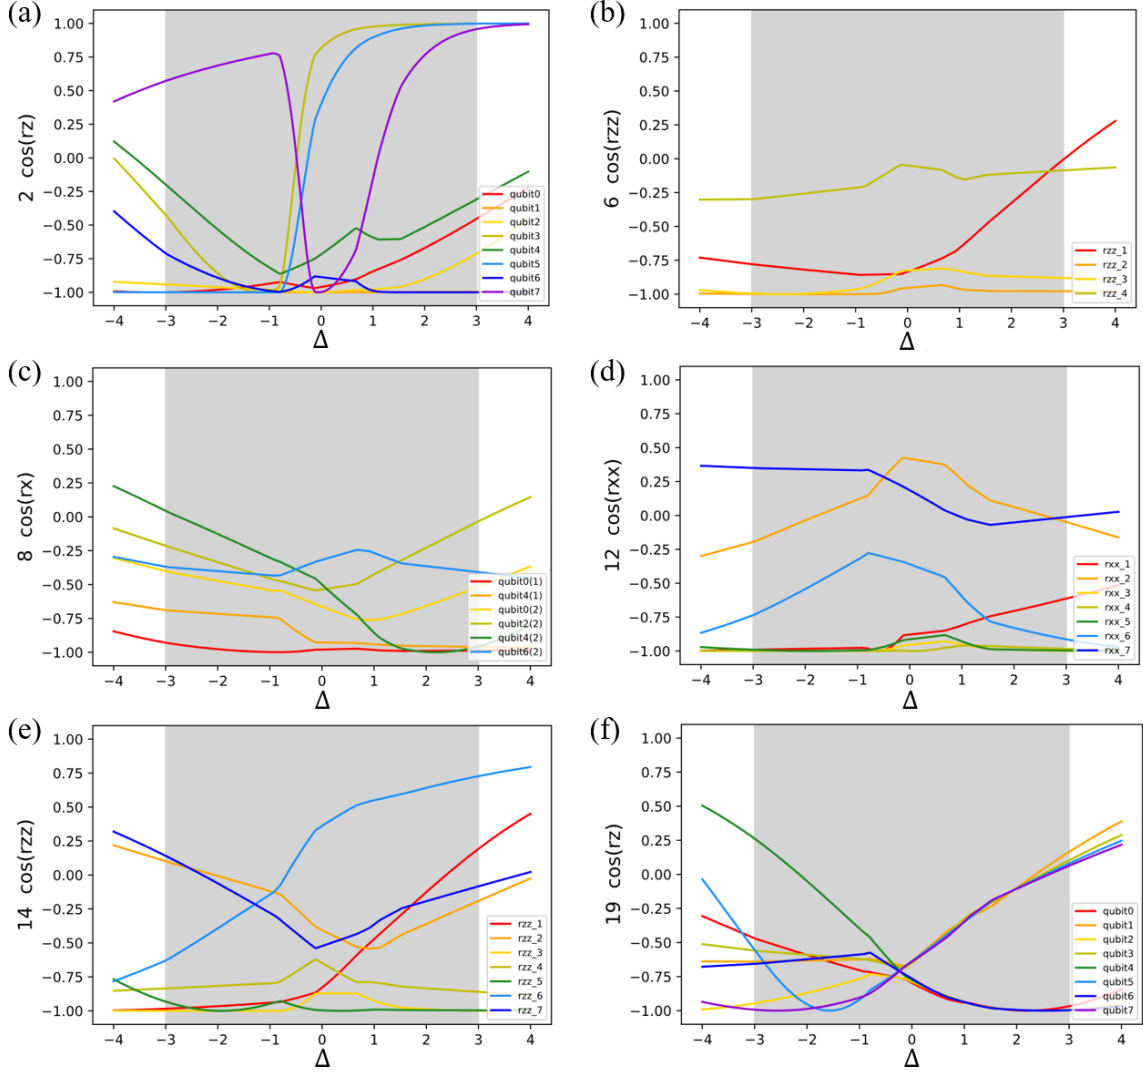 (a)
2 cos(rz)
1.00
0.75
0.50
0.25
0.00
−0.25
−0.50
−0.75
−1.00
qubit0
qubit1
qubit2
qubit3
qubit4
qubit5
qubit6
qubit7
−4 −3 −2 −1 0 1 2 3 4
Δ
(b)
6 cos(rzz)
1.00
0.75
0.50
0.25
0.00
−0.25
−0.50
−0.75
−1.00
rzz_1
rzz_2
rzz_3
rzz_4
−4 −3 −2 −1 0 1 2 3 4
Δ
(c)
8 cos(rx)
1.00
0.75
0.50
0.25
0.00
−0.25
−0.50
−0.75
−1.00
qubit0(1)
qubit4(1)
qubit0(2)
qubit2(2)
qubit4(2)
qubit6(2)
−4 −3 −2 −1 0 1 2 3 4
Δ
(d)
12 cos(rxx)
1.00
0.75
0.50
0.25
0.00
−0.25
−0.50
−0.75
−1.00
rxx_1
rxx_2
rxx_3
rxx_4
rxx_5
rxx_6
rxx_7
−4 −3 −2 −1 0 1 2 3 4
Δ
(e)
14 cos(rzz)
1.00
0.75
0.50
0.25
0.00
−0.25
−0.50
−0.75
−1.00
rzz_1
rzz_2
rzz_3
rzz_4
rzz_5
rzz_6
rzz_7
−4 −3 −2 −1 0 1 2 3 4
Δ
(f)
19 cos(rz)
1.00
0.75
0.50
0.25
0.00
−0.25
−0.50
−0.75
−1.00
qubit0
qubit1
qubit2
qubit3
qubit4
qubit5
qubit6
qubit7
−4 −3 −2 −1 0 1 2 3 4
Δ